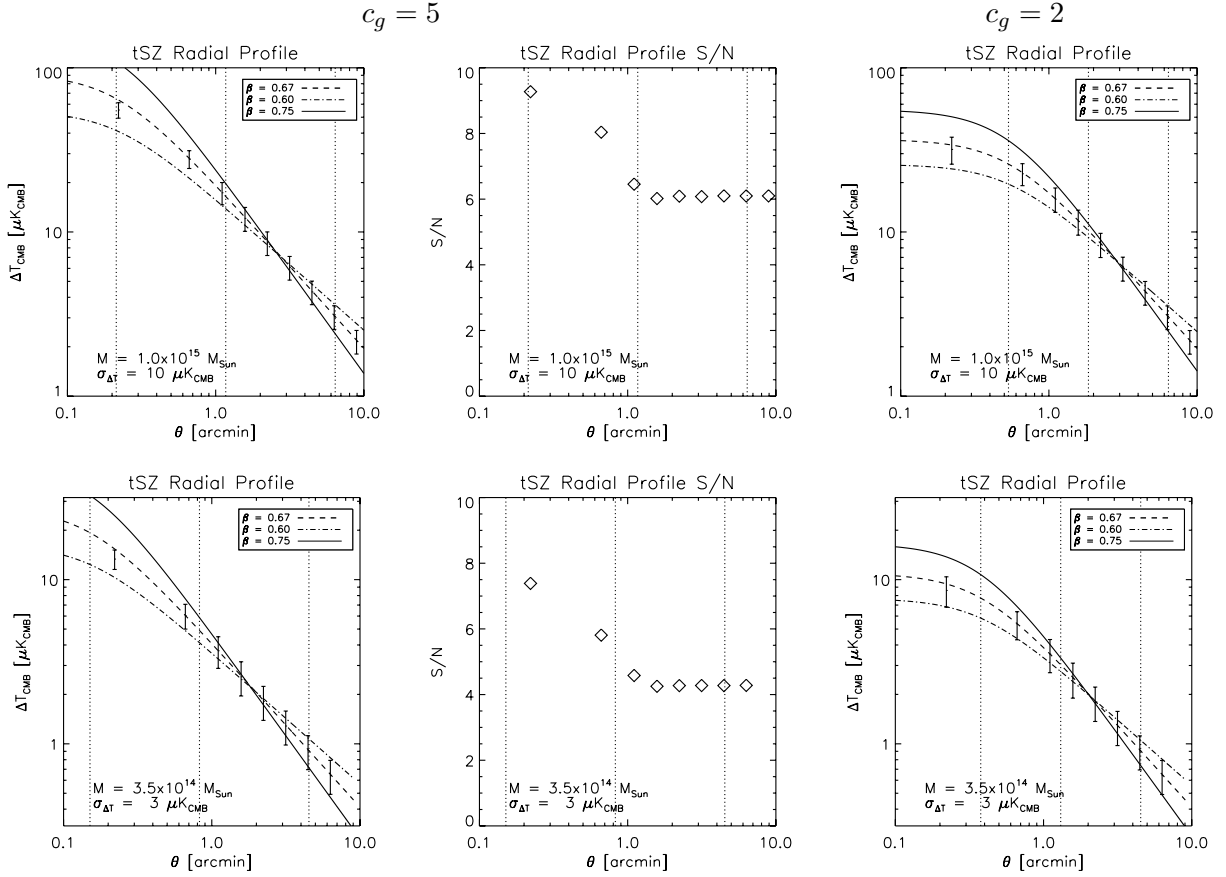 c_g = 5
c_g = 2
tSZ Radial Profile
100
10
1
0.1
1.0
10.0
ΔT_CMB [μK_CMB]
θ [arcmin]
β = 0.67
β = 0.60
β = 0.75
M = 1.0x10^15 M_Sun
σ_ΔT = 10 μK_CMB
tSZ Radial Profile S/N
10
8
6
4
2
0
0.1
1.0
10.0
S/N
θ [arcmin]
M = 1.0x10^15 M_Sun
σ_ΔT = 10 μK_CMB
tSZ Radial Profile
100
10
1
0.1
1.0
10.0
ΔT_CMB [μK_CMB]
θ [arcmin]
β = 0.67
β = 0.60
β = 0.75
M = 1.0x10^15 M_Sun
σ_ΔT = 10 μK_CMB
tSZ Radial Profile
10
1
0.1
1.0
10.0
ΔT_CMB [μK_CMB]
θ [arcmin]
β = 0.67
β = 0.60
β = 0.75
M = 3.5x10^14 M_Sun
σ_ΔT = 3 μK_CMB
tSZ Radial Profile S/N
10
8
6
4
2
0
0.1
1.0
10.0
S/N
θ [arcmin]
M = 3.5x10^14 M_Sun
σ_ΔT = 3 μK_CMB
tSZ Radial Profile
10
1
0.1
1.0
10.0
ΔT_CMB [μK_CMB]
θ [arcmin]
β = 0.67
β = 0.60
β = 0.75
M = 3.5x10^14 M_Sun
σ_ΔT = 3 μK_CMB